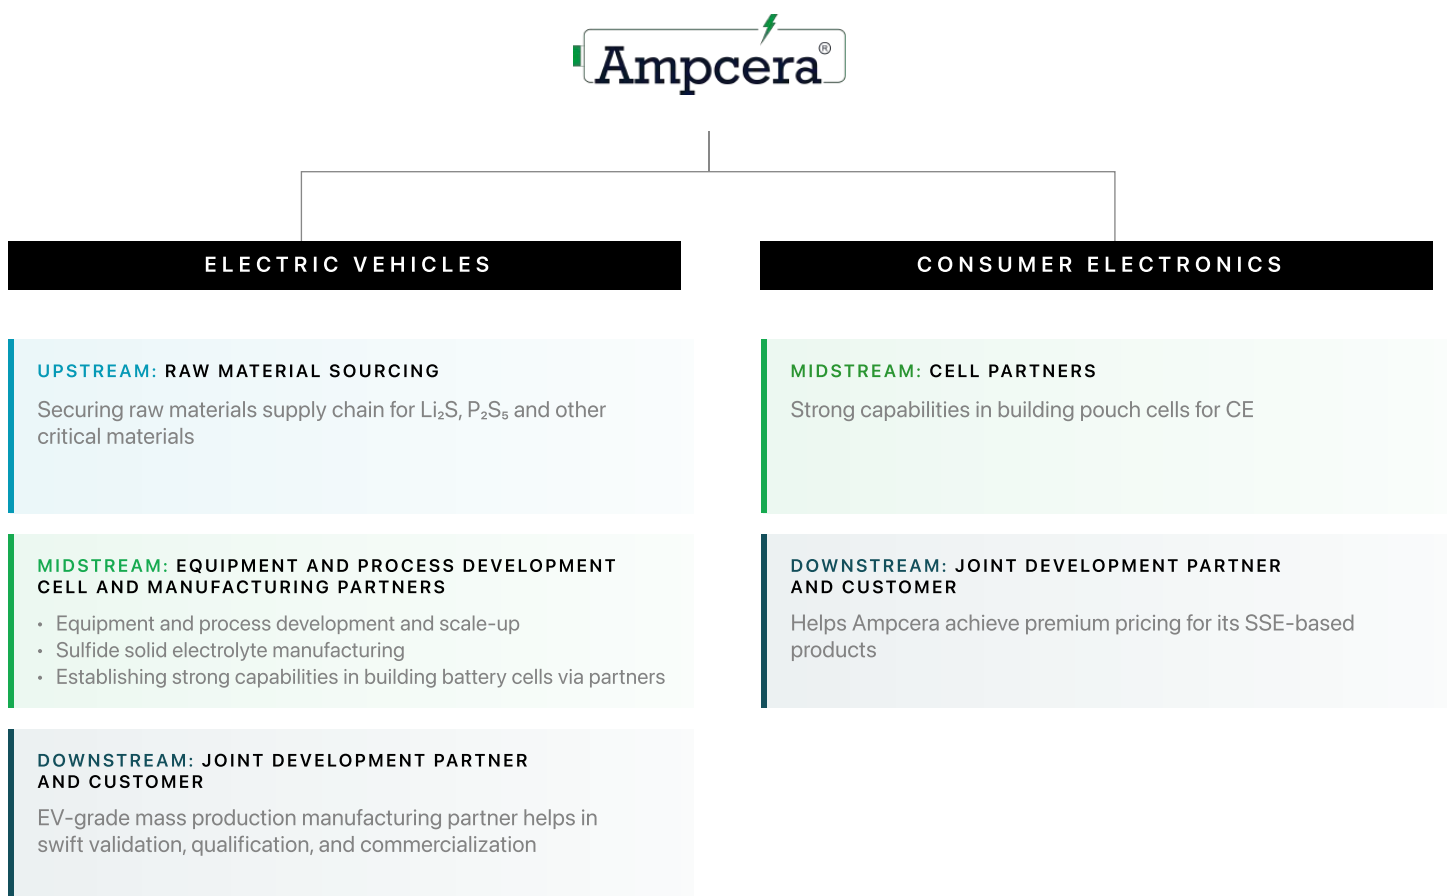 Ampcera®
ELECTRIC VEHICLES
UPSTREAM: RAW MATERIAL SOURCING
Securing raw materials supply chain for Li₂S, P₂S₅ and other
critical materials
MIDSTREAM: EQUIPMENT AND PROCESS DEVELOPMENT
CELL AND MANUFACTURING PARTNERS
• Equipment and process development and scale-up
• Sulfide solid electrolyte manufacturing
• Establishing strong capabilities in building battery cells via partners
DOWNSTREAM: JOINT DEVELOPMENT PARTNER
AND CUSTOMER
EV-grade mass production manufacturing partner helps in
swift validation, qualification, and commercialization
CONSUMER ELECTRONICS
MIDSTREAM: CELL PARTNERS
Strong capabilities in building pouch cells for CE
DOWNSTREAM: JOINT DEVELOPMENT PARTNER
AND CUSTOMER
Helps Ampcera achieve premium pricing for its SSE-based
products